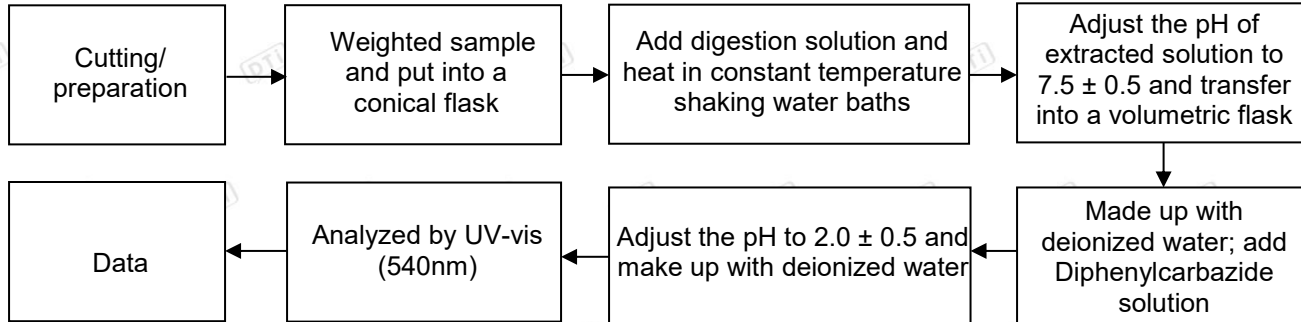 Cutting/
preparation
Weighted sample
and put into a
conical flask
Add digestion solution and
heat in constant temperature
shaking water baths
Adjust the pH of
extracted solution to
7.5 ± 0.5 and transfer
into a volumetric flask
Made up with
deionized water; add
Diphenylcarbazide
solution
Adjust the pH to 2.0 ± 0.5 and
make up with deionized water
Analyzed by UV-vis
(540nm)
Data
DTi